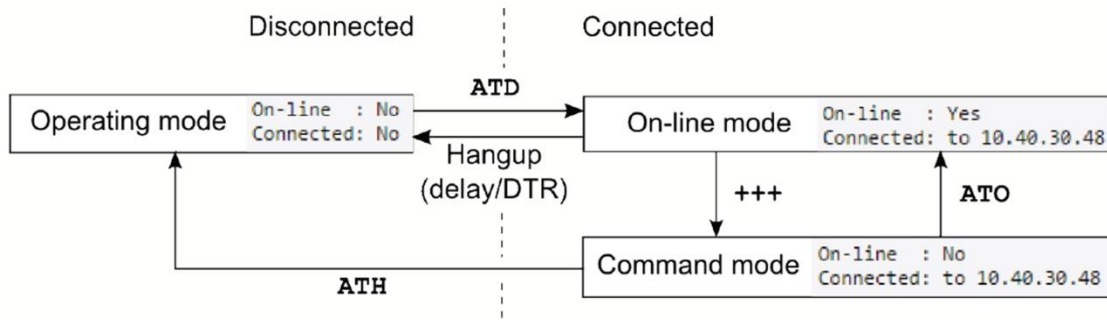 Disconnected
Connected
ATD
Operating mode
On-line : No
Connected: No
On-line mode
On-line : Yes
Connected: to 10.40.30.48
Hangup
(delay/DTR)
+++
ATO
Command mode
On-line : No
Connected: to 10.40.30.48
ATH